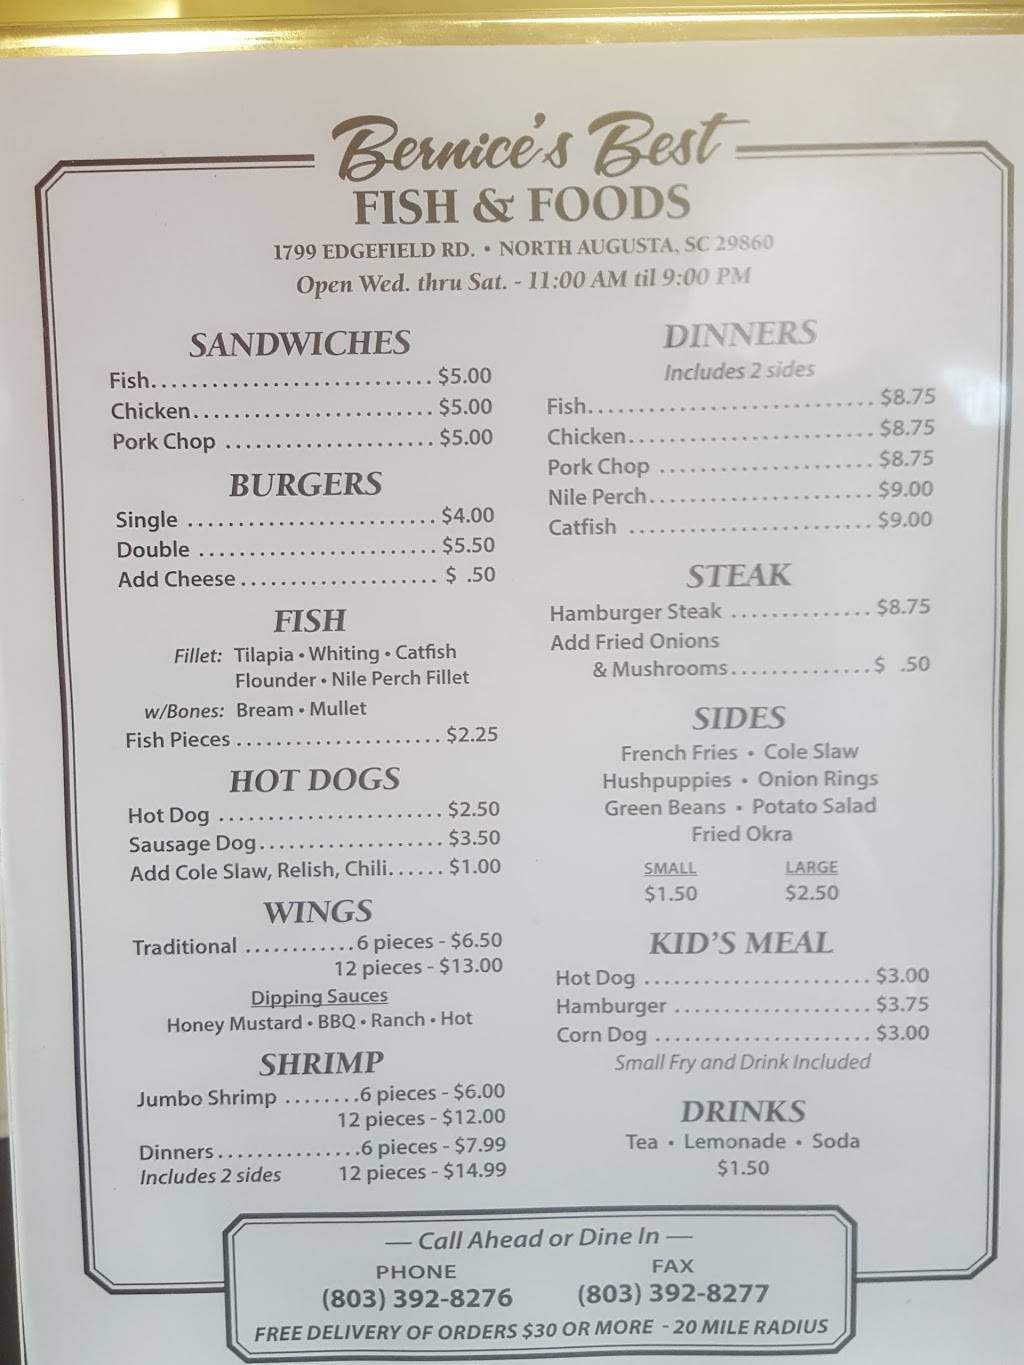 Bernice's Best
FISH & FOODS
1799 EDGEFIELD RD. • NORTH AUGUSTA, SC 29860
Open Wed. thru Sat. - 11:00 AM til 9:00 PM
SANDWICHES
Fish............................ $5.00
Chicken........................ $5.00
Pork Chop ..................... $5.00
BURGERS
Single ......................... $4.00
Double ........................ $5.50
Add Cheese.................... $ .50
FISH
Fillet: Tilapia • Whiting • Catfish
Flounder • Nile Perch Fillet
w/Bones: Bream • Mullet
Fish Pieces ..................... $2.25
HOT DOGS
Hot Dog ....................... $2.50
Sausage Dog................... $3.50
Add Cole Slaw, Relish, Chili...... $1.00
WINGS
Traditional ............6 pieces - $6.50
12 pieces - $13.00
Dipping Sauces
Honey Mustard • BBQ • Ranch • Hot
SHRIMP
Jumbo Shrimp ........6 pieces - $6.00
12 pieces - $12.00
Dinners...............6 pieces - $7.99
Includes 2 sides 12 pieces - $14.99
DINNERS
Includes 2 sides
Fish............................. $8.75
Chicken......................... $8.75
Pork Chop ...................... $8.75
Nile Perch....................... $9.00
Catfish ......................... $9.00
STEAK
Hamburger Steak .............. $8.75
Add Fried Onions
& Mushrooms..............$ .50
SIDES
French Fries • Cole Slaw
Hushpuppies • Onion Rings
Green Beans • Potato Salad
Fried Okra
SMALL LARGE
$1.50 $2.50
KID'S MEAL
Hot Dog ....................... $3.00
Hamburger .................... $3.75
Corn Dog ...................... $3.00
Small Fry and Drink Included
DRINKS
Tea • Lemonade • Soda
$1.50
— Call Ahead or Dine In —
PHONE FAX
(803) 392-8276 (803) 392-8277
FREE DELIVERY OF ORDERS $30 OR MORE - 20 MILE RADIUS